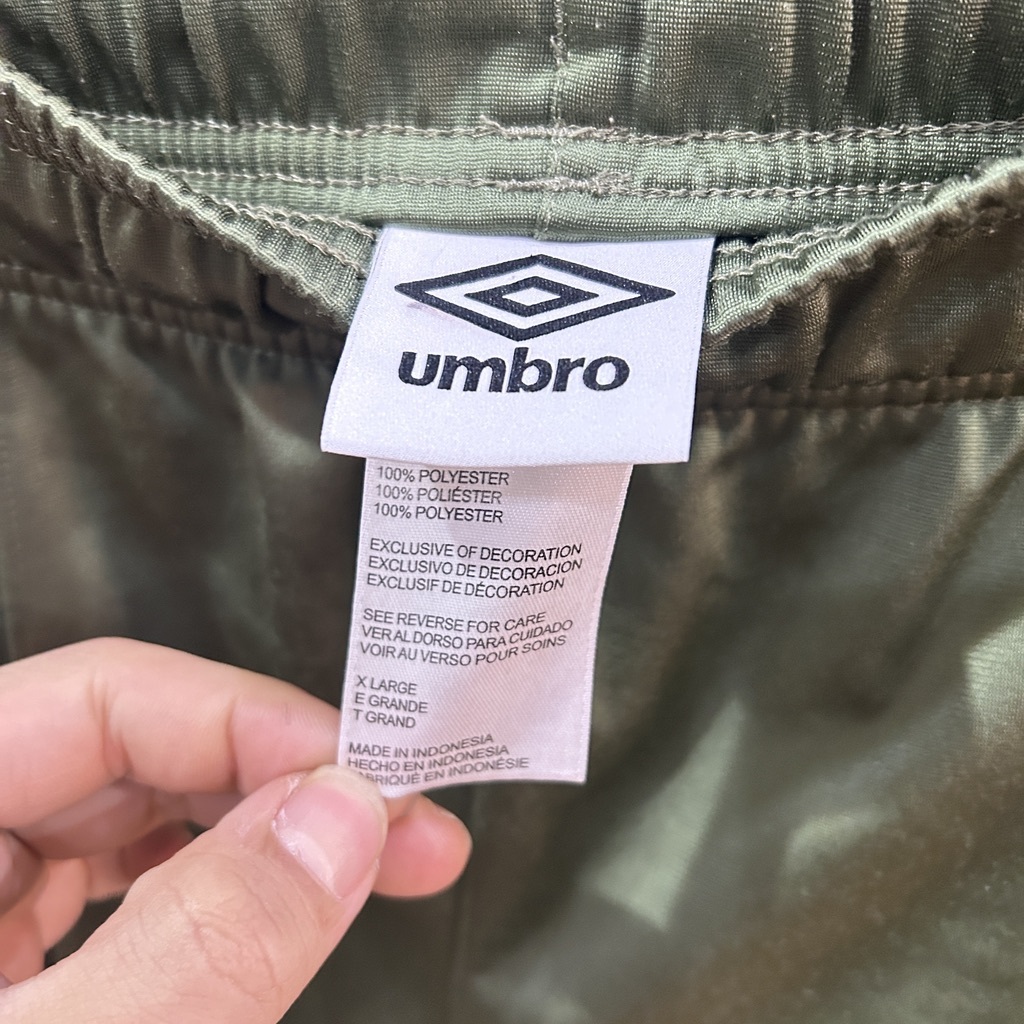 umbro
100% POLYESTER
100% POLIÉSTER
100% POLYESTER
EXCLUSIVE OF DECORATION
EXCLUSIVO DE DECORACION
EXCLUSIF DE DÉCORATION
SEE REVERSE FOR CARE
VER AL DORSO PARA CUIDADO
VOIR AU VERSO POUR SOINS
X LARGE
E GRANDE
T GRAND
MADE IN INDONESIA
HECHO EN INDONESIA
EN INDONÉSIE